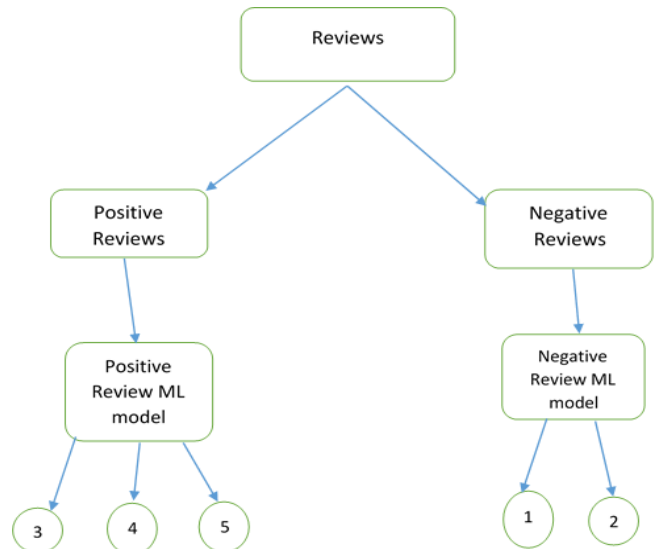 Reviews
Positive
Reviews
Negative
Reviews
Positive
Review ML
model
Negative
Review ML
model
3
4
5
1
2